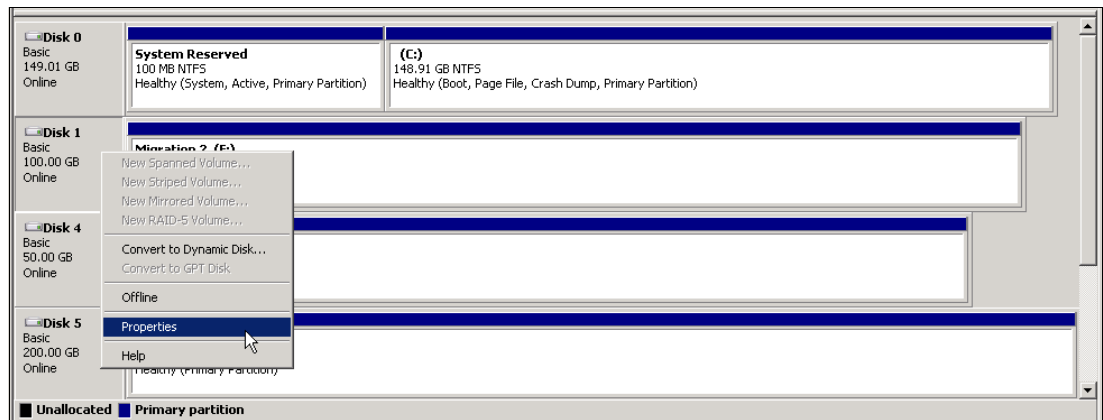 Disk 0
Basic
149.01 GB
Online
System Reserved
100 MB NTFS
Healthy (System, Active, Primary Partition)
(C:)
148.91 GB NTFS
Healthy (Boot, Page File, Crash Dump, Primary Partition)
Disk 1
Basic
100.00 GB
Online
Migration 2 (F:)
New Spanned Volume...
New Striped Volume...
New Mirrored Volume...
New RAID-5 Volume...
Convert to Dynamic Disk...
Convert to GPT Disk
Offline
Properties
Help
Disk 4
Basic
50.00 GB
Online
Disk 5
Basic
200.00 GB
Online
Healthy (Primary Partition)
Unallocated Primary partition